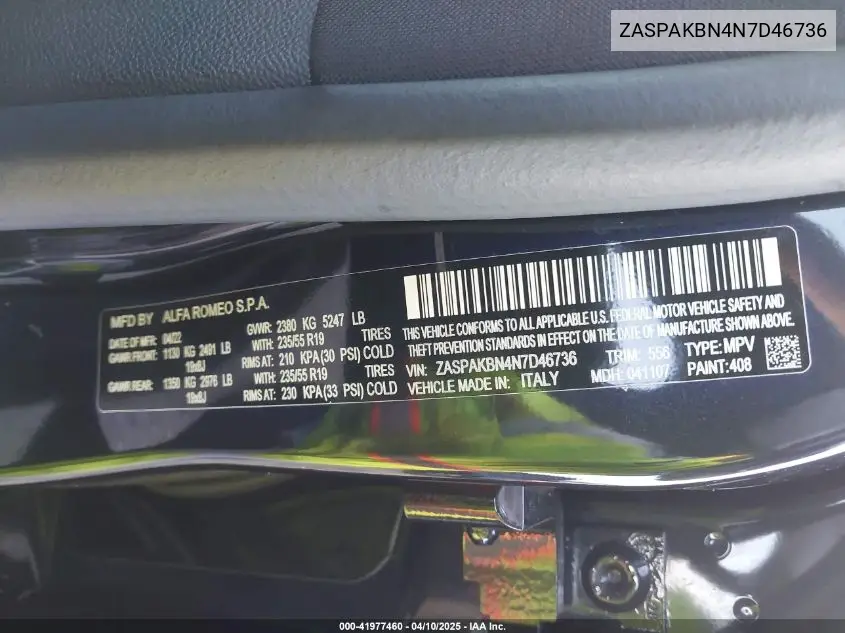 ZASPAKBN4N7D46736
MFD BY ALFA ROMEO S.P.A.
DATE OF MFR: 04/22 GVWR: 2380 KG 5247 LB
GAWR FRONT: 1130 KG 2491 LB WITH: 235/55 R19 TIRES
19x8J RIMS AT: 210 KPA (30 PSI) COLD
GAWR REAR: 1350 KG 2976 LB WITH: 235/55 R19 TIRES
19x8J RIMS AT: 230 KPA (33 PSI) COLD
THIS VEHICLE CONFORMS TO ALL APPLICABLE U.S. FEDERAL MOTOR VEHICLE SAFETY AND
THEFT PREVENTION STANDARDS IN EFFECT ON THE DATE OF MANUFACTURE SHOWN ABOVE.
VIN: ZASPAKBN4N7D46736 TRIM: 556 TYPE: MPV
VEHICLE MADE IN: ITALY MDH: 041107 PAINT: 408
000-41977460 - 04/10/2025 - IAA Inc.